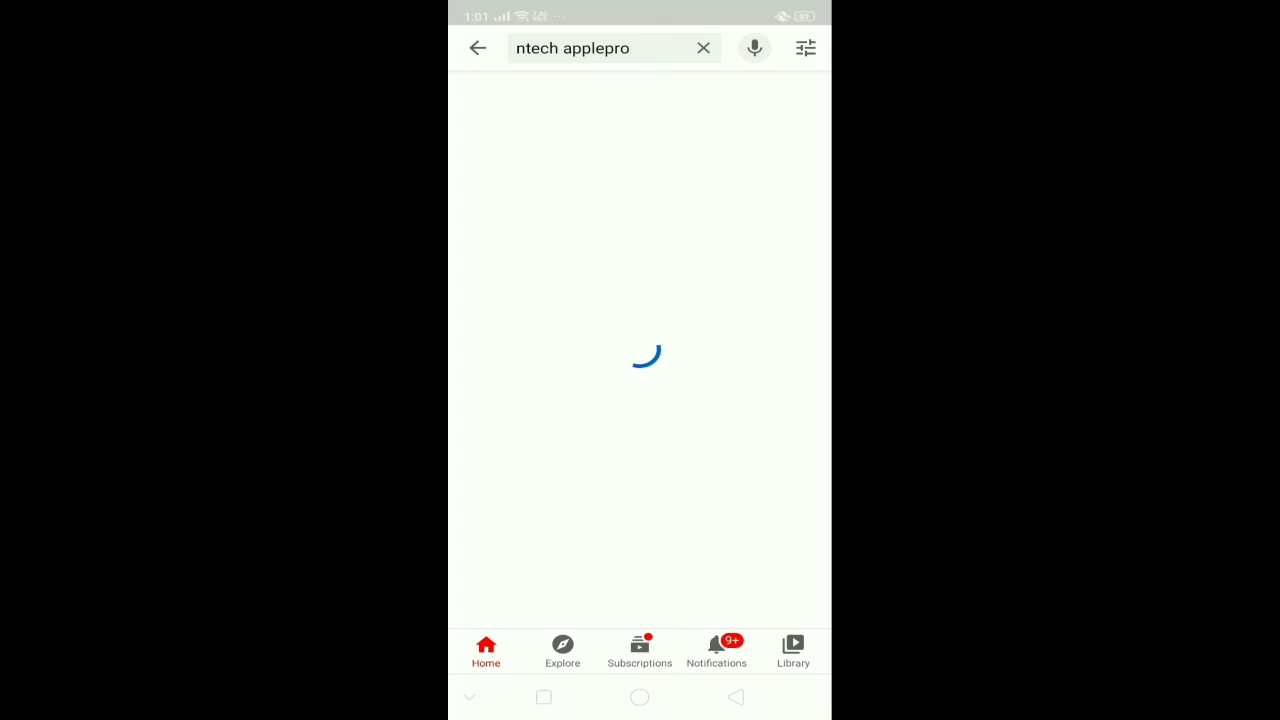 1:01
ntech applepro
9+
Home
Explore
Subscriptions
Notifications
Library